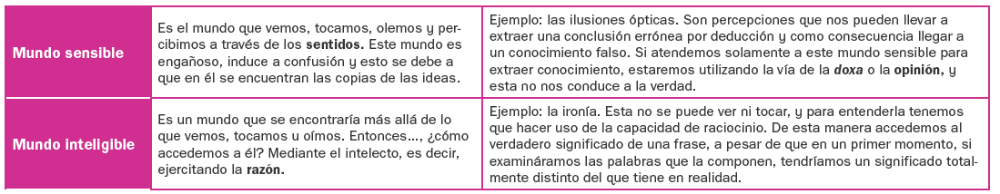 Mundo sensible
Es el mundo que vemos, tocamos, olemos y per-
cibimos a través de los sentidos. Este mundo es
engañoso, induce a confusión y esto se debe a
que en él se encuentran las copias de las ideas.
Ejemplo: las ilusiones ópticas. Son percepciones que nos pueden llevar a
extraer una conclusión errónea por deducción y como consecuencia llegar a
un conocimiento falso. Si atendemos solamente a este mundo sensible para
extraer conocimiento, estaremos utilizando la vía de la doxa o la opinión, y
esta no nos conduce a la verdad.
Mundo inteligible
Es un mundo que se encontraría más allá de lo
que vemos, tocamos u oímos. Entonces..., ¿cómo
accedemos a él? Mediante el intelecto, es decir,
ejercitando la razón.
Ejemplo: la ironía. Esta no se puede ver ni tocar, y para entenderla tenemos
que hacer uso de la capacidad de raciocinio. De esta manera accedemos al
verdadero significado de una frase, a pesar de que en un primer momento, si
examináramos las palabras que la componen, tendríamos un significado total-
mente distinto del que tiene en realidad.